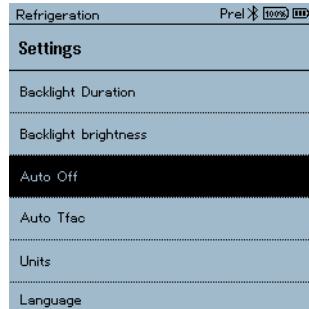 Refrigeration Prel 100%
Settings
Backlight Duration
Backlight brightness
Auto Off
Auto Tfac
Units
Language